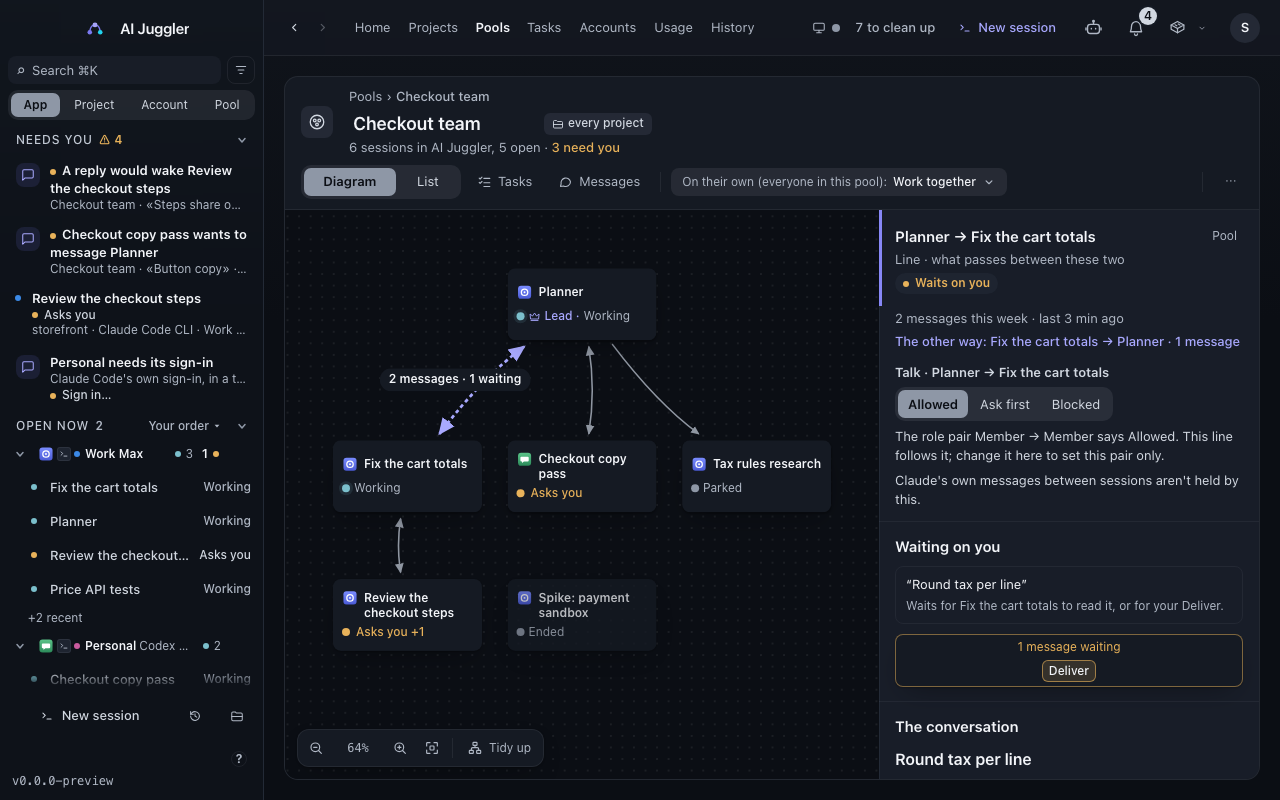 AI Juggler
Search ⌘K
App Project Account Pool
NEEDS YOU 4
A reply would wake Review
the checkout steps
Checkout team · «Steps share o…
Checkout copy pass wants to
message Planner
Checkout team · «Button copy» ·…
Review the checkout steps
Asks you
storefront · Claude Code CLI · Work …
Personal needs its sign-in
Claude Code's own sign-in, in a t…
Sign in…
OPEN NOW 2 Your order
Work Max 3 1
Fix the cart totals Working
Planner Working
Review the checkout… Asks you
Price API tests Working
+2 recent
Personal Codex … 2
Checkout copy pass Working
New session
?
v0.0.0-preview
Home Projects Pools Tasks Accounts Usage History
7 to clean up
New session
4
S
Pools › Checkout team
Checkout team
every project
6 sessions in AI Juggler, 5 open · 3 need you
Diagram List
Tasks
Messages
On their own (everyone in this pool): Work together
···
Planner
Lead · Working
2 messages · 1 waiting
Fix the cart totals
Working
Checkout copy
pass
Asks you
Tax rules research
Parked
Review the
checkout steps
Asks you +1
Spike: payment
sandbox
Ended
64%
Tidy up
Planner → Fix the cart totals Pool
Line · what passes between these two
Waits on you
2 messages this week · last 3 min ago
The other way: Fix the cart totals → Planner · 1 message
Talk · Planner → Fix the cart totals
Allowed Ask first Blocked
The role pair Member → Member says Allowed. This line
follows it; change it here to set this pair only.
Claude's own messages between sessions aren't held by
this.
Waiting on you
“Round tax per line”
Waits for Fix the cart totals to read it, or for your Deliver.
1 message waiting
Deliver
The conversation
Round tax per line